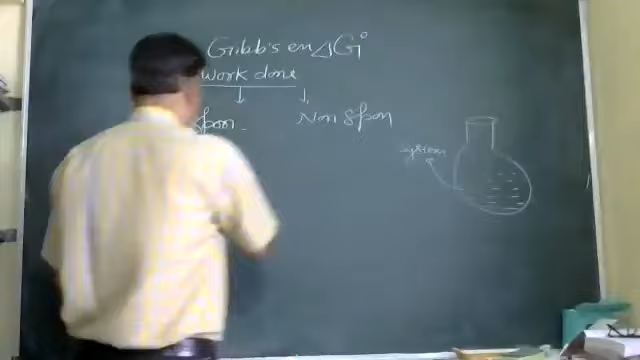 Gibb's en △G°
work done
↓ ↓
spon. Non spon
system